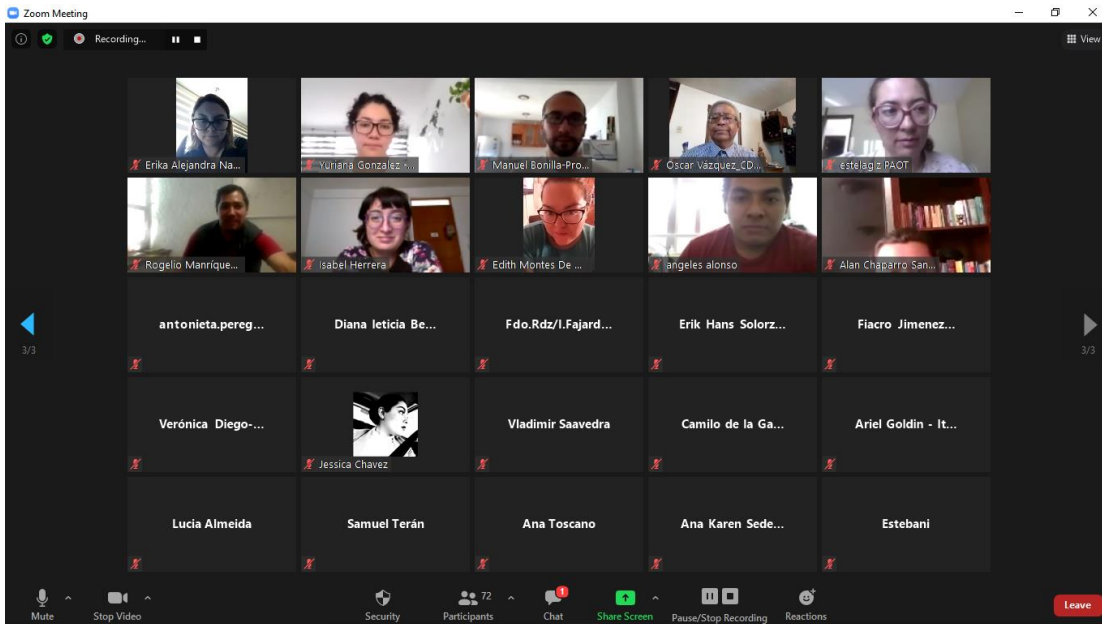 Zoom Meeting
Recording...
View
Erika Alejandra Na...
Yuriana Gonzalez -...
Manuel Bonilla-Pro...
Oscar Vázquez_CD...
estelagiz PAOT
Rogelio Manríque...
Isabel Herrera
Edith Montes De ...
angeles alonso
Alan Chaparro San...
antonieta.pereg...
Diana leticia Be...
Fdo.Rdz/I.Fajard...
Erik Hans Solorz...
Fiacro Jimenez...
3/3
3/3
Verónica Diego-...
Jessica Chavez
Vladimir Saavedra
Camilo de la Ga...
Ariel Goldin - It...
Lucia Almeida
Samuel Terán
Ana Toscano
Ana Karen Sede...
Estebani
Mute
Stop Video
Security
72
Participants
1
Chat
Share Screen
Pause/Stop Recording
Reactions
Leave